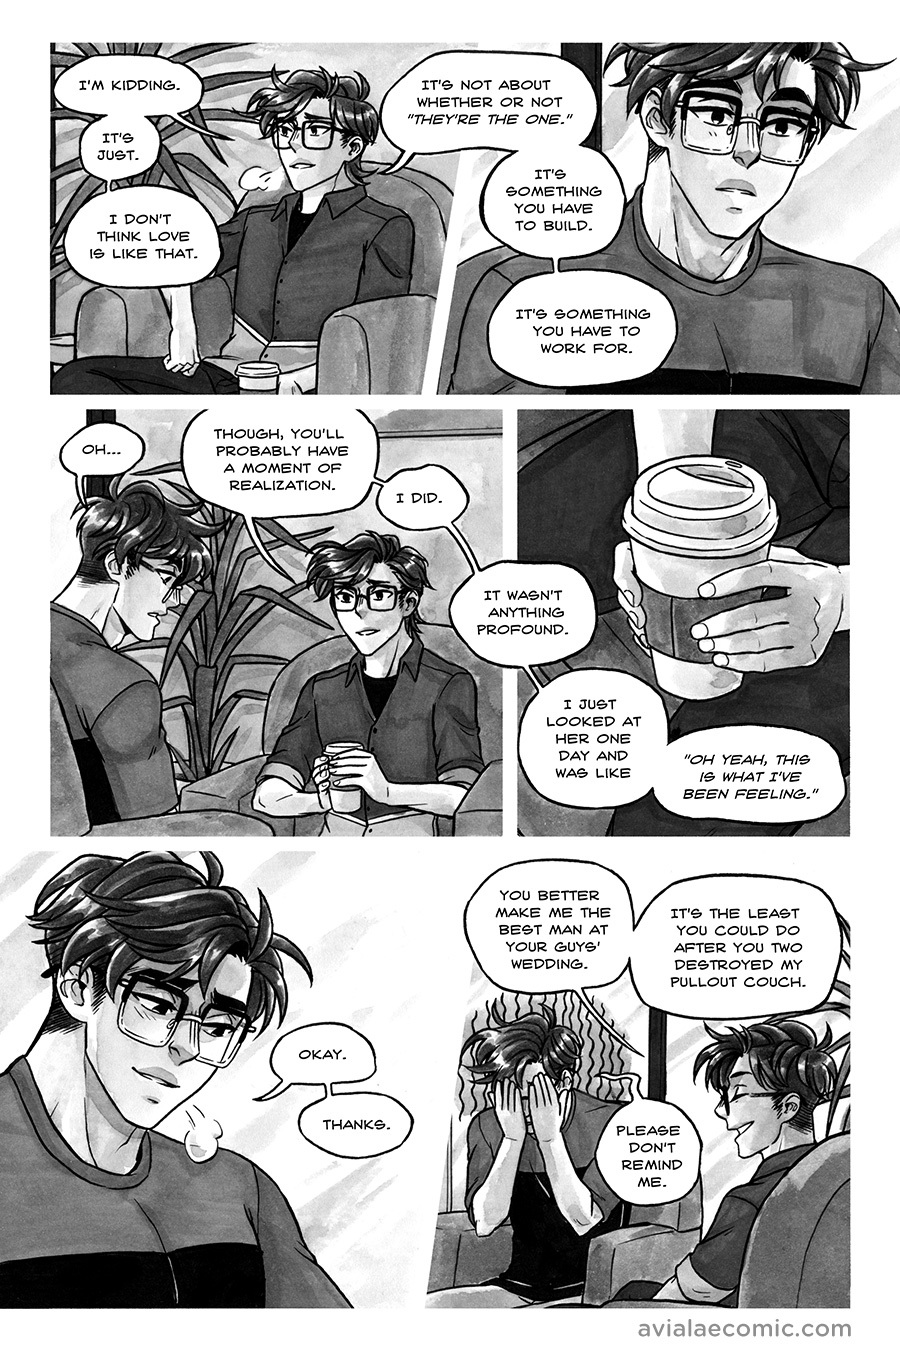 I'M KIDDING.
IT'S
JUST.
I DON'T
THINK LOVE
IS LIKE THAT.
IT'S NOT ABOUT
WHETHER OR NOT
"THEY'RE THE ONE."
IT'S
SOMETHING
YOU HAVE
TO BUILD.
IT'S SOMETHING
YOU HAVE TO
WORK FOR.
OH...
THOUGH, YOU'LL
PROBABLY HAVE
A MOMENT OF
REALIZATION.
I DID.
IT WASN'T
ANYTHING
PROFOUND.
I JUST
LOOKED AT
HER ONE
DAY AND
WAS LIKE
"OH YEAH, THIS
IS WHAT I'VE
BEEN FEELING."
OKAY.
THANKS.
YOU BETTER
MAKE ME THE
BEST MAN AT
YOUR GUYS'
WEDDING.
IT'S THE LEAST
YOU COULD DO
AFTER YOU TWO
DESTROYED MY
PULLOUT COUCH.
PLEASE
DON'T
REMIND
ME.
avialaecomic.com